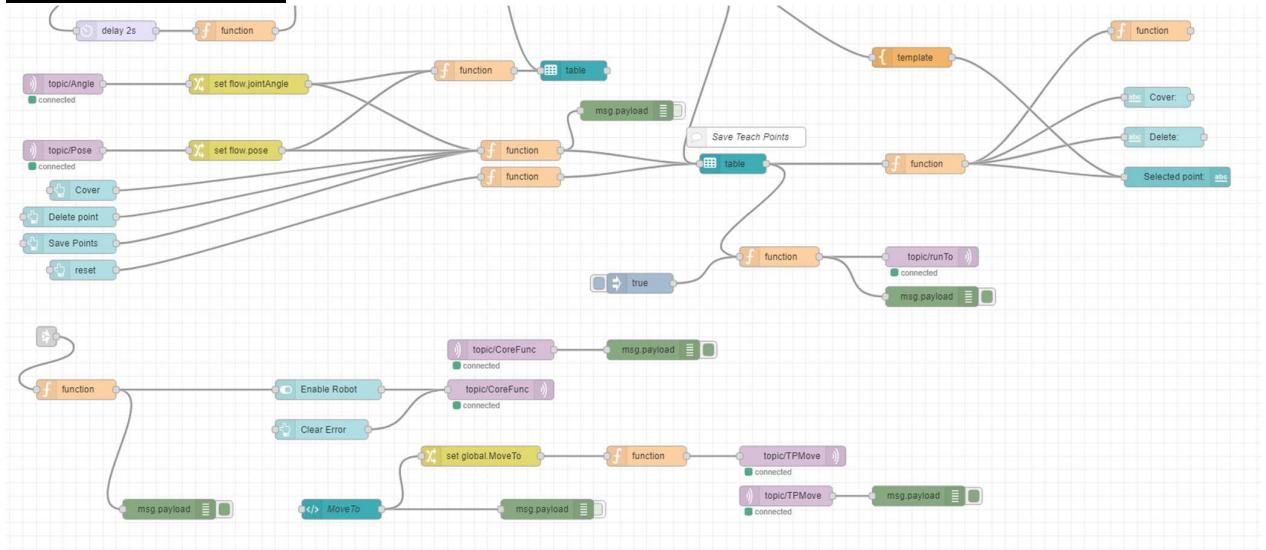 delay 2s
function
function
template
topic/Angle
connected
set flow.jointAngle
function
table
Cover:
msg.payload
Save Teach Points
Delete:
topic/Pose
connected
set flow.pose
function
table
function
Selected point:
abc
abc
abc
function
Cover
Delete point
Save Points
reset
function
topic/runTo
connected
true
msg.payload
topic/CoreFunc
connected
msg.payload
function
Enable Robot
topic/CoreFunc
connected
Clear Error
set global.MoveTo
function
topic/TPMove
connected
topic/TPMove
connected
msg.payload
msg.payload
MoveTo
msg.payload